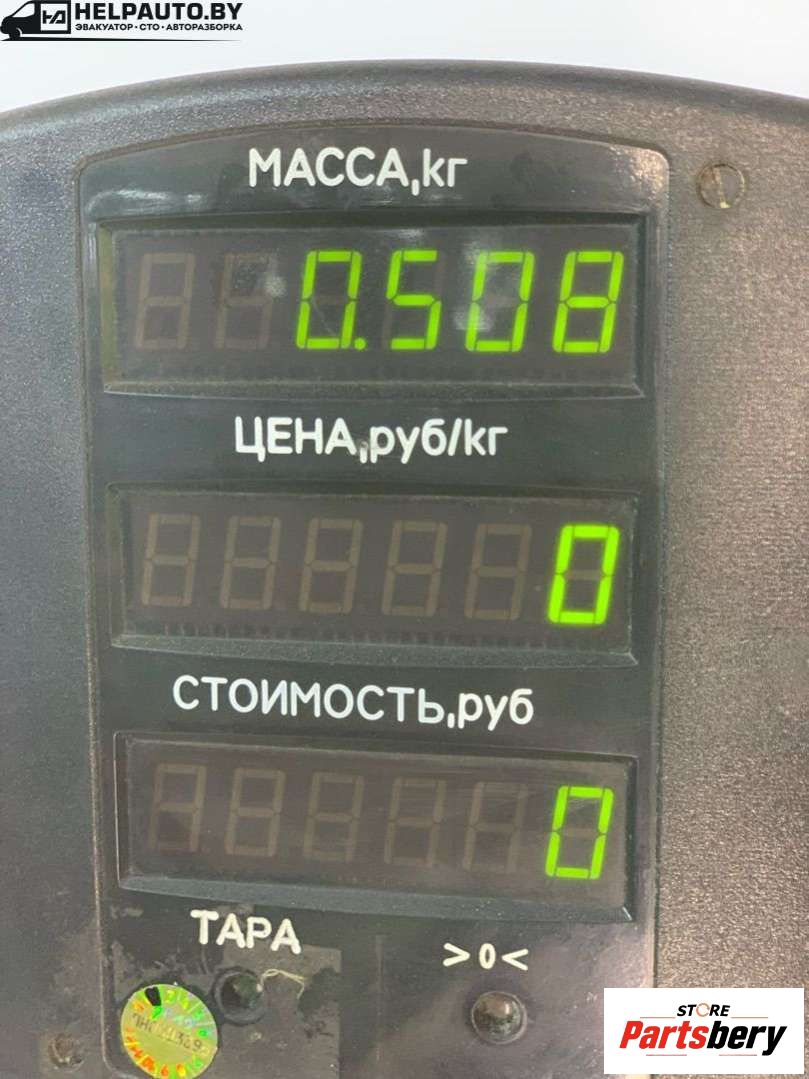 HELPAUTO.BY
ЭВАКУАТОР • СТО • АВТОРАЗБОРКА
МАССА,кг
0.508
ЦЕНА,руб/кг
0
СТОИМОСТЬ,руб
0
ТАРА
>0<
STORE
Partsbery